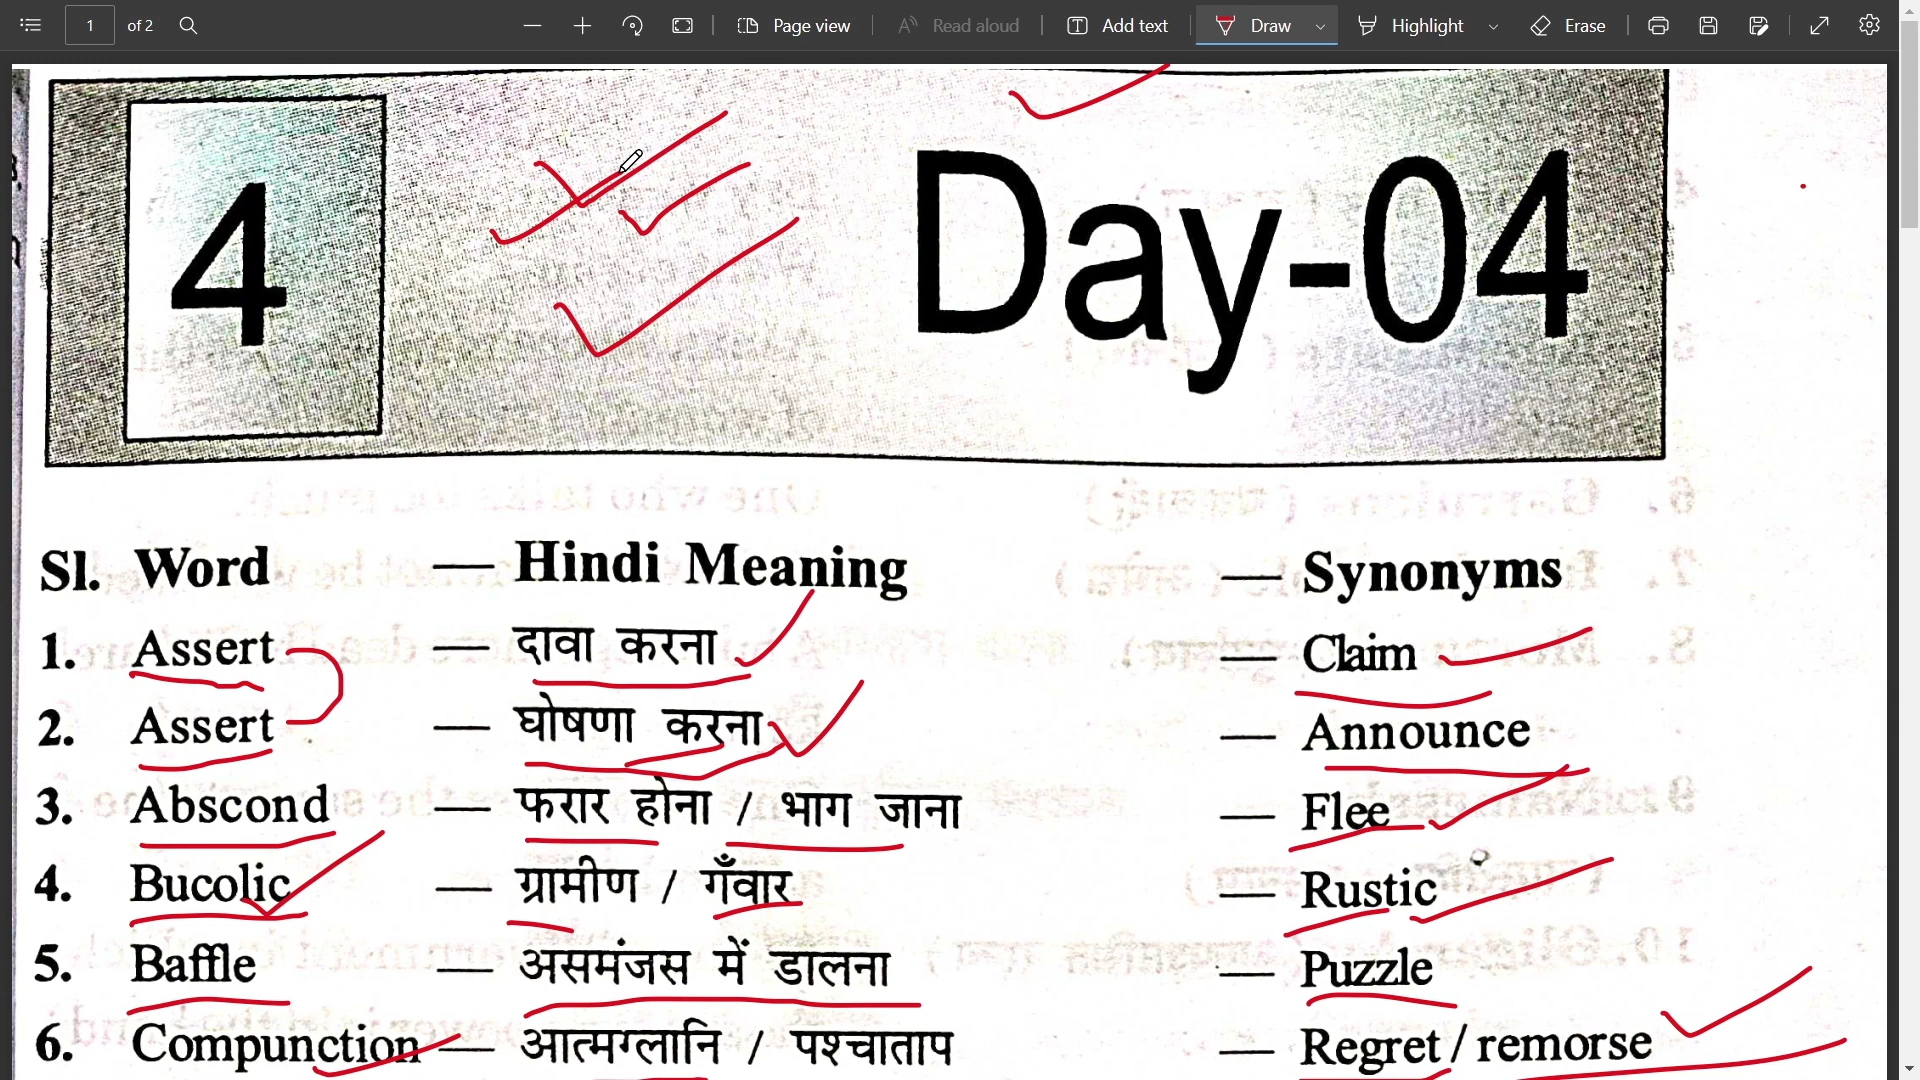 1 of 2 Page view Read aloud Add text Draw Highlight Erase
4 Day-04
Sl. Word — Hindi Meaning — Synonyms
1. Assert — दावा करना — Claim
2. Assert — घोषणा करना — Announce
3. Abscond — फरार होना / भाग जाना — Flee
4. Bucolic — ग्रामीण / गँवार — Rustic
5. Baffle — असमंजस में डालना — Puzzle
6. Compunction — आत्मग्लानि / पश्चाताप — Regret / remorse